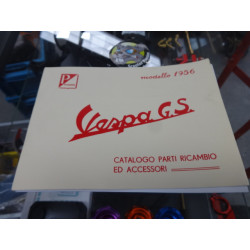 modello 1956
Vespa G.S.
CATALOGO PARTI RICAMBIO
ED ACCESSORI